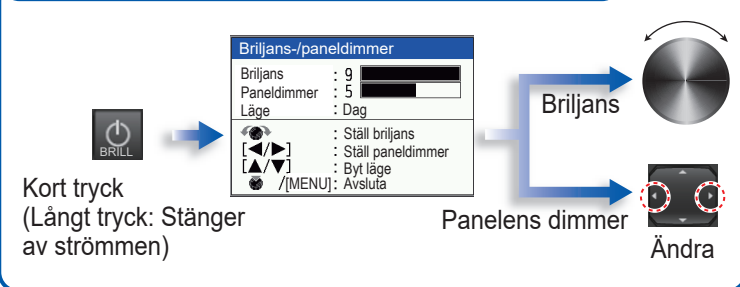 Briljans-/paneldimmer
Briljans : 9
Paneldimmer : 5
Läge : Dag
: Ställ briljans
[◀/▶] : Ställ paneldimmer
[▲/▼] : Byt läge
/[MENU] : Avsluta
BRILL
Kort tryck
(Långt tryck: Stänger
av strömmen)
Briljans
Panelens dimmer
Ändra